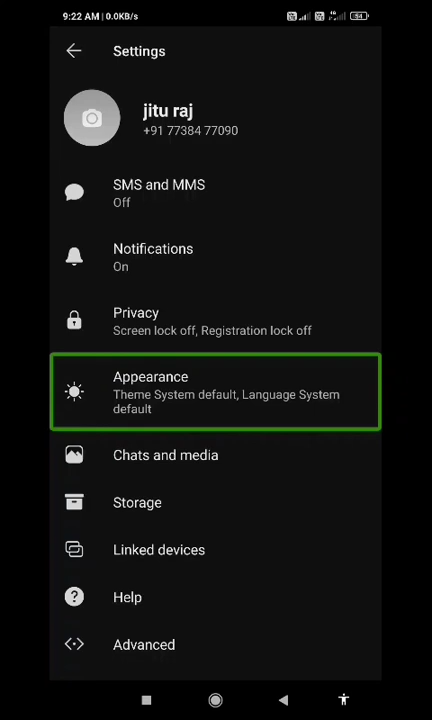 9:22 AM | 0.0KB/s
54
Settings
jitu raj
+91 77384 77090
SMS and MMS
Off
Notifications
On
Privacy
Screen lock off, Registration lock off
Appearance
Theme System default, Language System
default
Chats and media
Storage
Linked devices
Help
Advanced